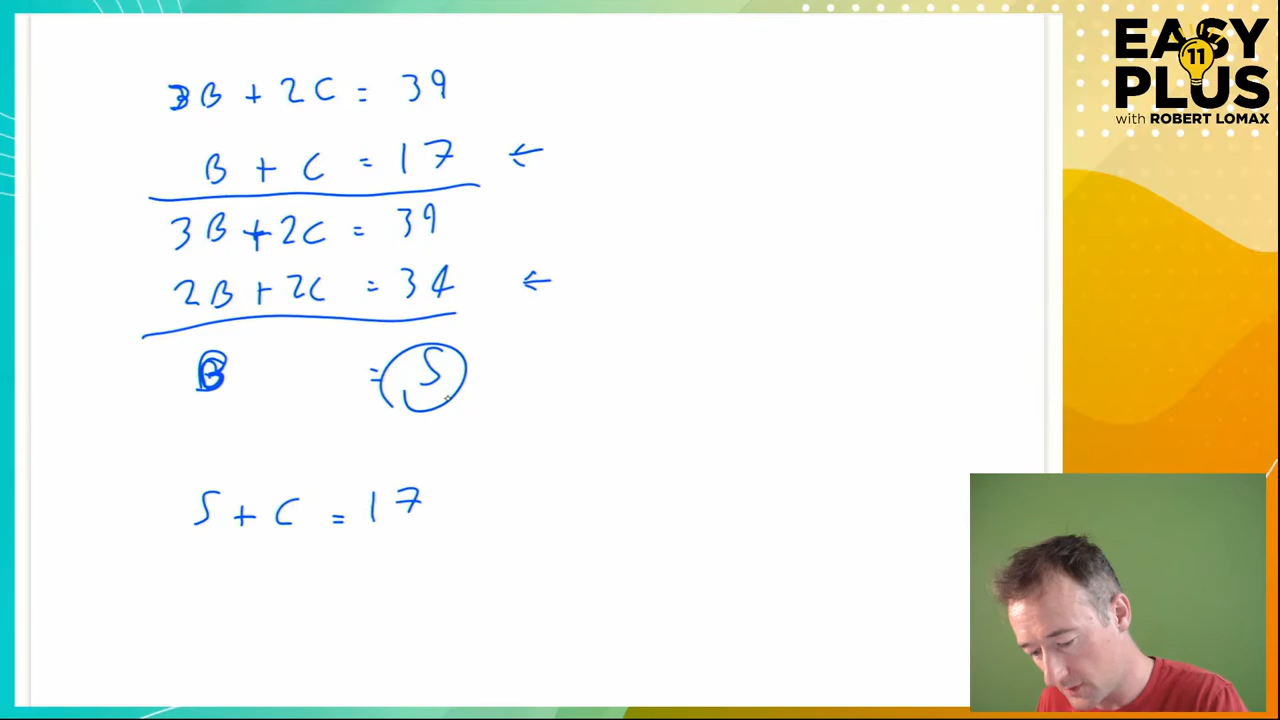 3B + 2C = 39
B + C = 17 ←
3B + 2C = 39
2B + 2C = 34 ←
B = 5
5 + C = 17
EASY
11
PLUS
with ROBERT LOMAX